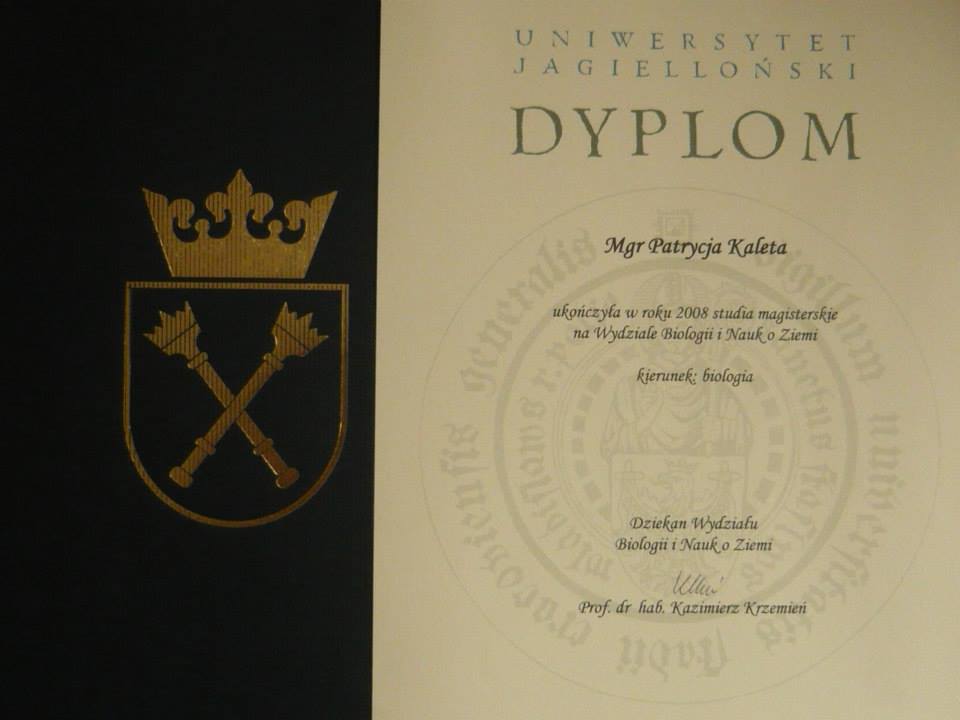 UNIWERSYTET
JAGIELLOŃSKI
DYPLOM
Mgr Patrycja Kaleta
ukończyła w roku 2008 studia magisterskie
na Wydziale Biologii i Nauk o Ziemi
kierunek: biologia
Dziekan Wydziału
Biologii i Nauk o Ziemi
Prof. dr hab. Kazimierz Krzemień